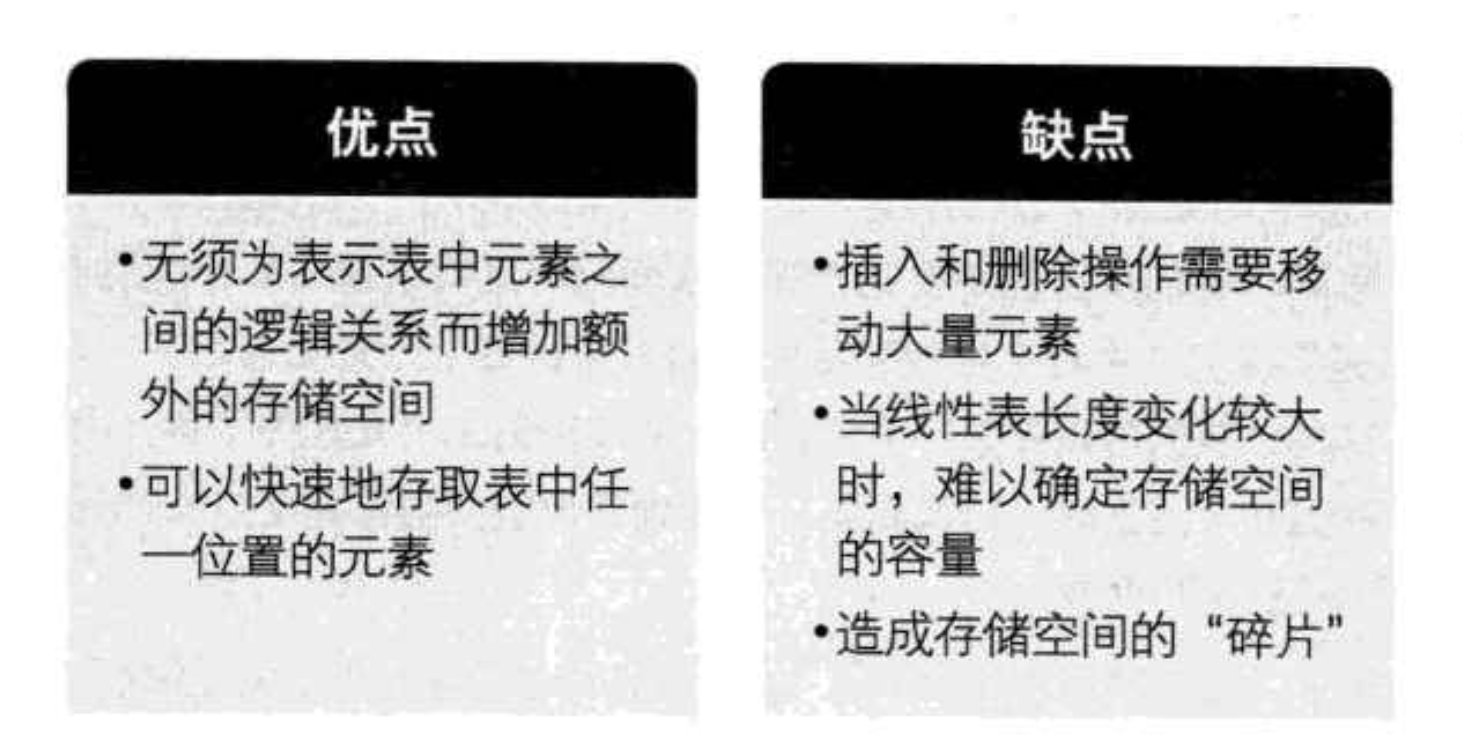 优点
•无须为表示表中元素之
间的逻辑关系而增加额
外的存储空间
•可以快速地存取表中任
一位置的元素
缺点
•插入和删除操作需要移
动大量元素
•当线性表长度变化较大
时，难以确定存储空间
的容量
•造成存储空间的“碎片”